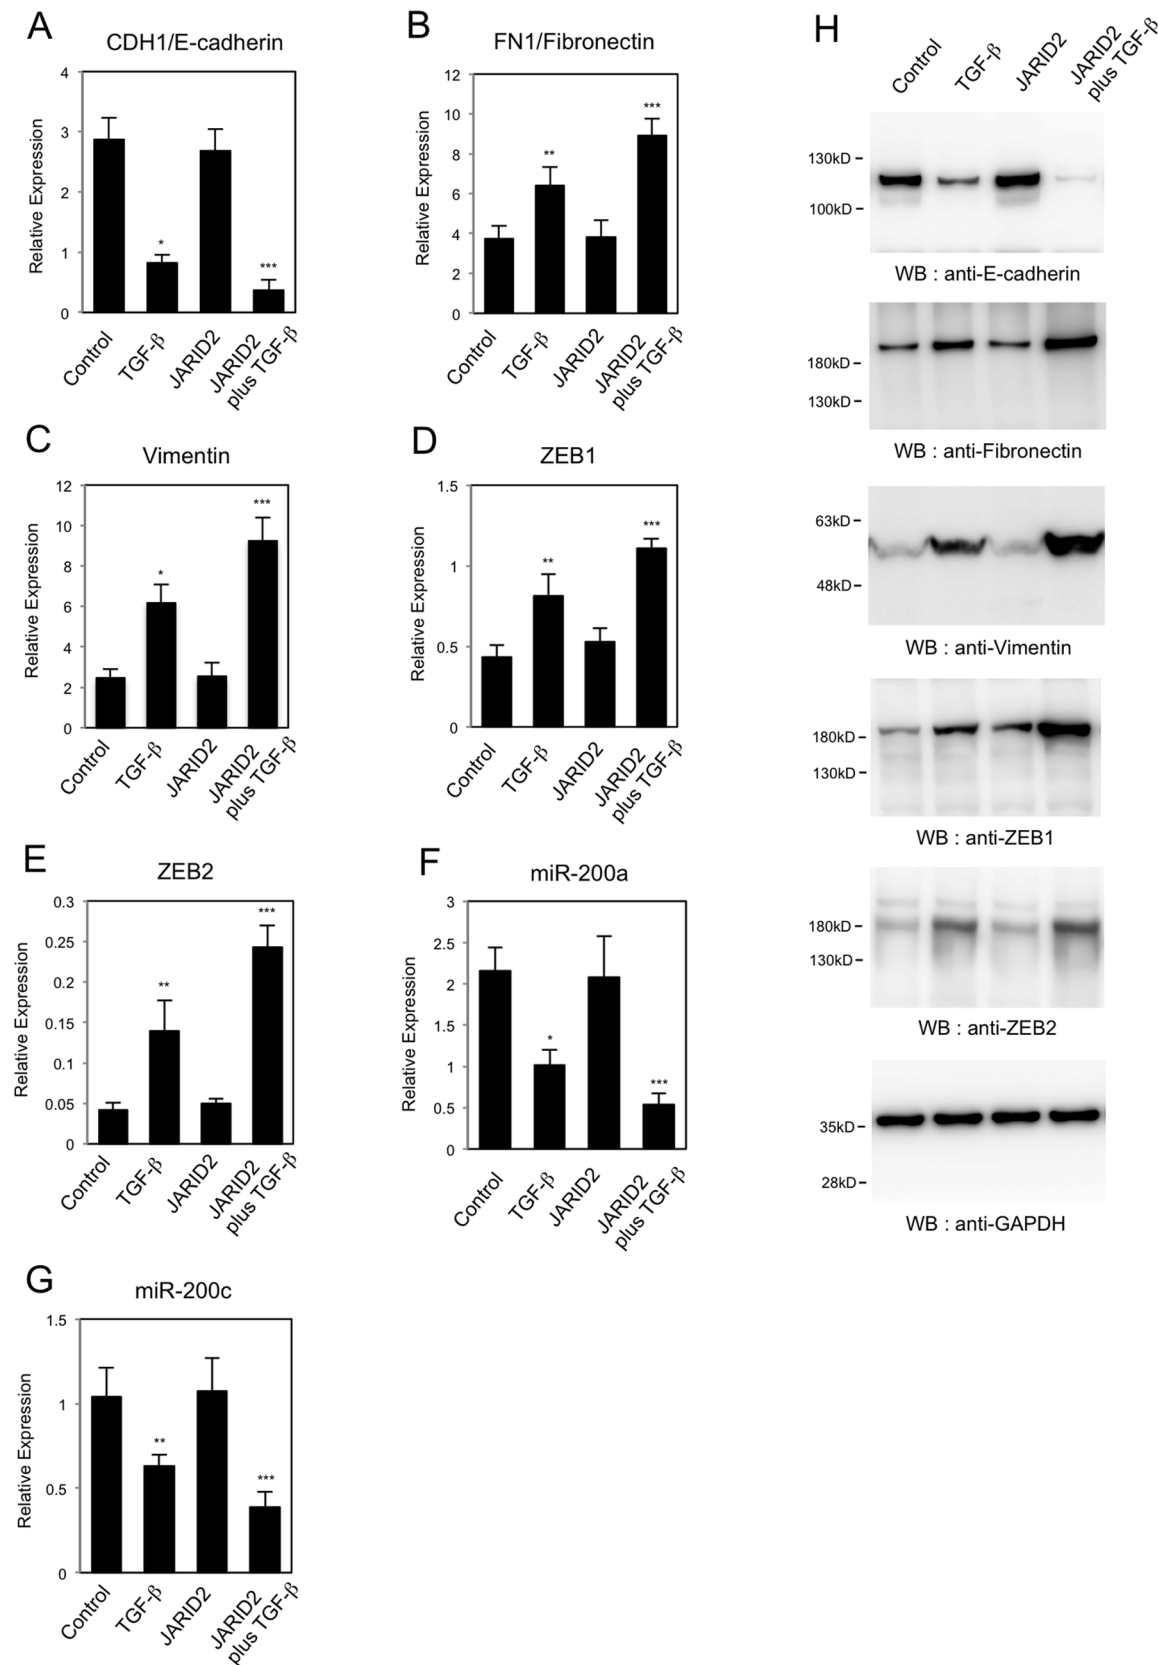 A
CDH1/E-cadherin
Relative Expression
4
3
2
1
0
*
***
Control
TGF-β
JARID2
JARID2
plus TGF-β
B
FN1/Fibronectin
Relative Expression
12
10
8
6
4
2
0
**
***
Control
TGF-β
JARID2
JARID2
plus TGF-β
C
Vimentin
Relative Expression
12
10
8
6
4
2
0
*
***
Control
TGF-β
JARID2
JARID2
plus TGF-β
D
ZEB1
Relative Expression
1.5
1
0.5
0
**
***
Control
TGF-β
JARID2
JARID2
plus TGF-β
E
ZEB2
Relative Expression
0.3
0.25
0.2
0.15
0.1
0.05
0
**
***
Control
TGF-β
JARID2
JARID2
plus TGF-β
F
miR-200a
Relative Expression
3
2.5
2
1.5
1
0.5
0
*
***
Control
TGF-β
JARID2
JARID2
plus TGF-β
G
miR-200c
Relative Expression
1.5
1
0.5
0
**
***
Control
TGF-β
JARID2
JARID2
plus TGF-β
H
Control
TGF-β
JARID2
JARID2
plus TGF-β
130kD
100kD
WB : anti-E-cadherin
180kD
130kD
WB : anti-Fibronectin
63kD
48kD
WB : anti-Vimentin
180kD
130kD
WB : anti-ZEB1
180kD
130kD
WB : anti-ZEB2
35kD
28kD
WB : anti-GAPDH